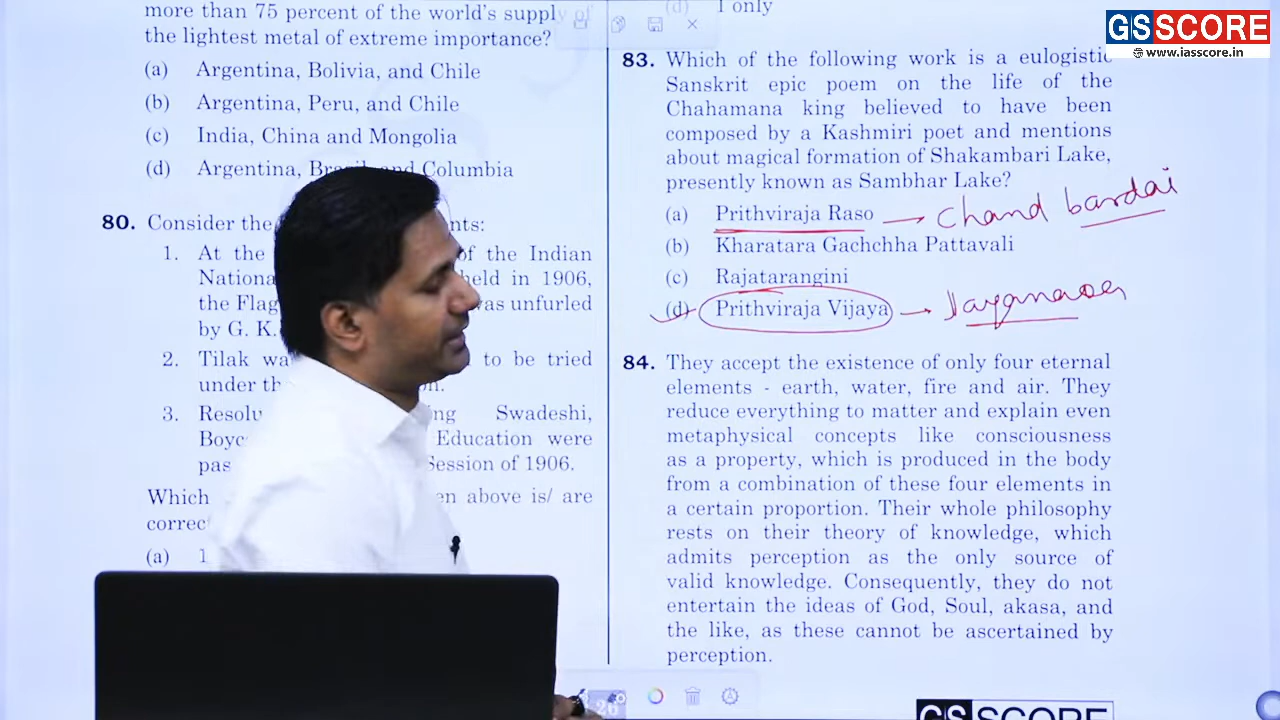 more than 75 percent of the world's supply of
the lightest metal of extreme importance?
(a) Argentina, Bolivia, and Chile
(b) Argentina, Peru, and Chile
(c) India, China and Mongolia
(d) Argentina, Brazil, and Columbia
80. Consider the nts:
1. At the of the Indian
Nationa held in 1906,
the Flag was unfurled
by G. K.
2. Tilak wa to be tried
under th on.
3. Resolu ng Swadeshi,
Boyc Education were
pas Session of 1906.
Which en above is/ are
correc
(a) 1
(d) 1 only
83. Which of the following work is a eulogistic
Sanskrit epic poem on the life of the
Chahamana king believed to have been
composed by a Kashmiri poet and mentions
about magical formation of Shakambari Lake,
presently known as Sambhar Lake?
(a) Prithviraja Raso → Chand bardai
(b) Kharatara Gachchha Pattavali
(c) Rajatarangini
(d) Prithviraja Vijaya →
84. They accept the existence of only four eternal
elements - earth, water, fire and air. They
reduce everything to matter and explain even
metaphysical concepts like consciousness
as a property, which is produced in the body
from a combination of these four elements in
a certain proportion. Their whole philosophy
rests on their theory of knowledge, which
admits perception as the only source of
valid knowledge. Consequently, they do not
entertain the ideas of God, Soul, akasa, and
the like, as these cannot be ascertained by
perception.
26
GS SCORE
GSSCORE
www.iasscore.in